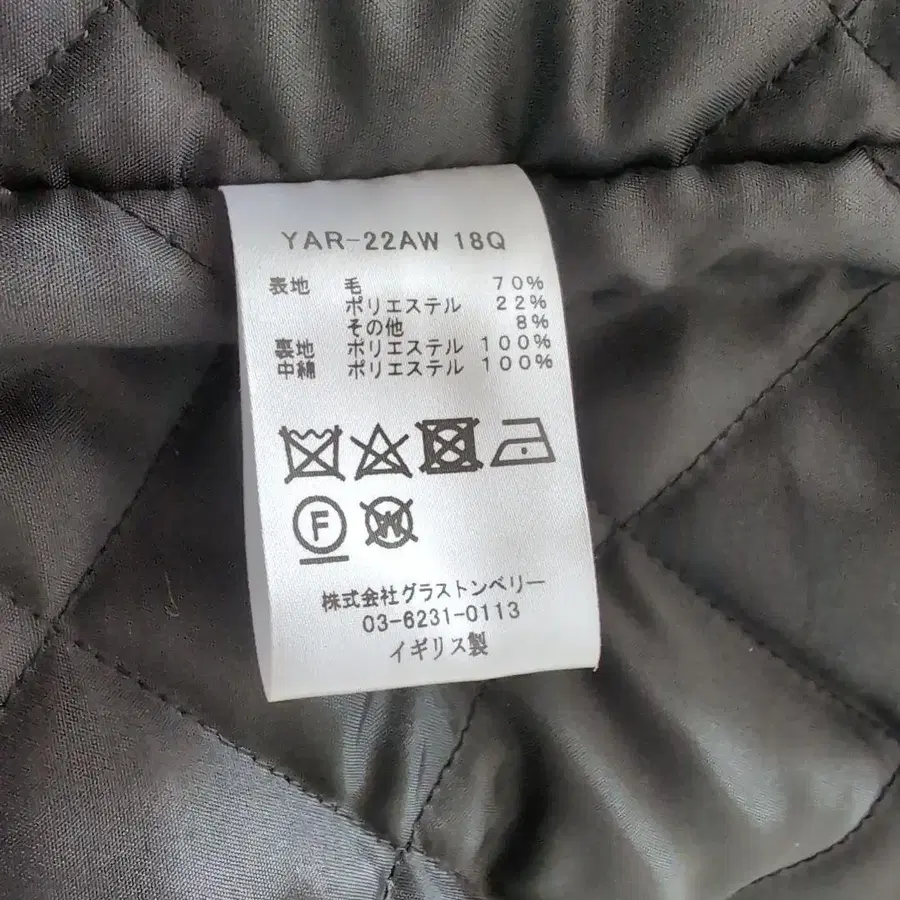 YAR-22AW 18Q
表地 毛 70%
ポリエステル 22%
その他 8%
裏地 ポリエステル 100%
中綿 ポリエステル 100%
F W
株式会社グラストンベリー
03-6231-0113
イギリス製